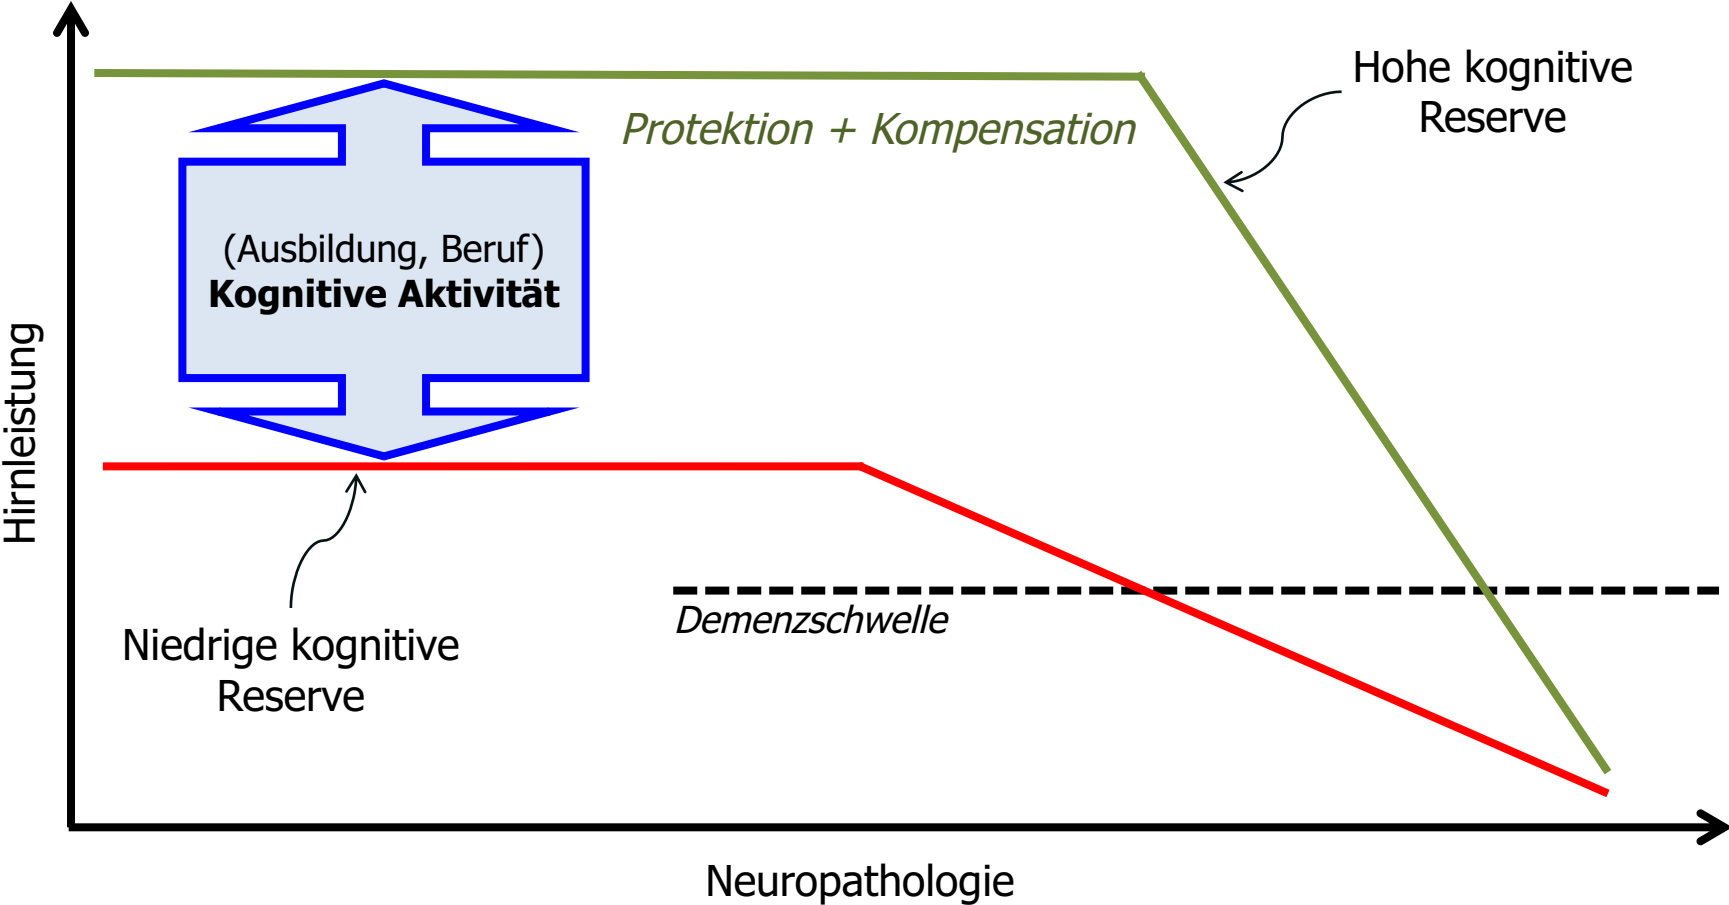 Hohe kognitive
Reserve
Protektion + Kompensation
(Ausbildung, Beruf)
Kognitive Aktivität
Hirnleistung
Demenzschwelle
Niedrige kognitive
Reserve
Neuropathologie